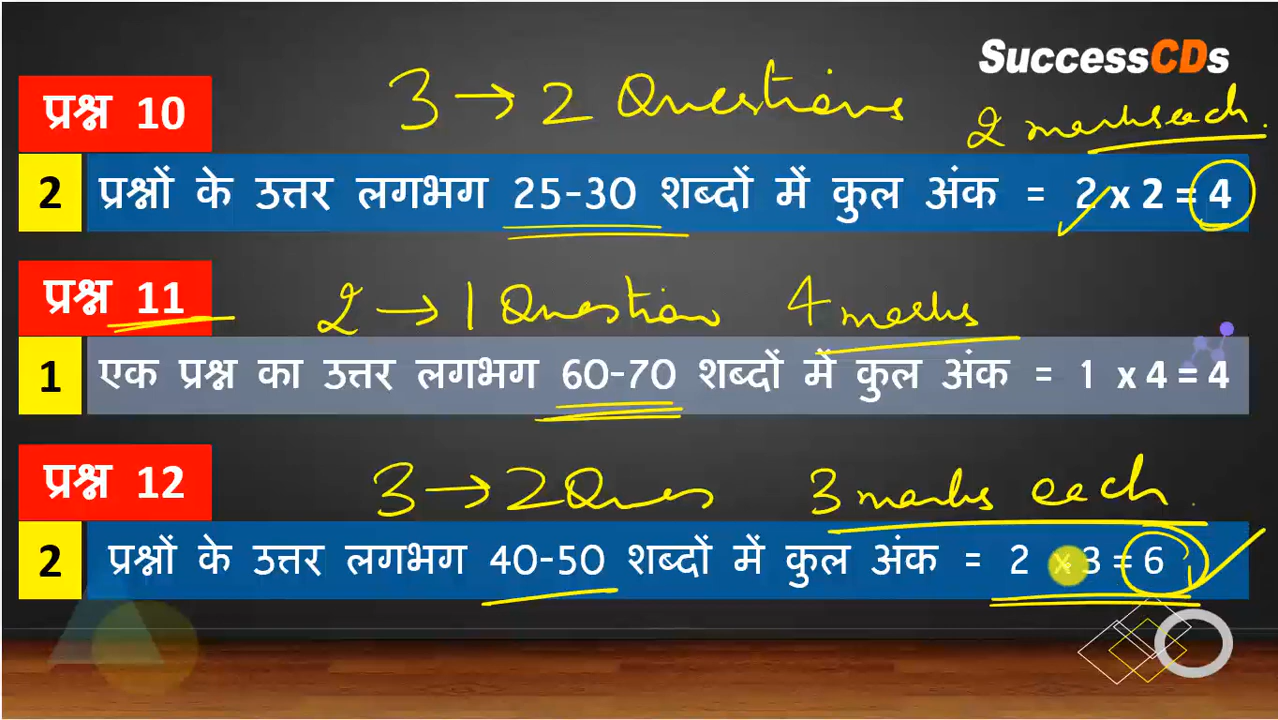 SuccessCDs
3 → 2 Questions
2 marks each.
प्रश्न 10
2 प्रश्नों के उत्तर लगभग 25-30 शब्दों में कुल अंक = 2 x 2 = 4
प्रश्न 11
2 → 1 Question 4 marks
1 एक प्रश्न का उत्तर लगभग 60-70 शब्दों में कुल अंक = 1 x 4 = 4
प्रश्न 12
3 → 2 Ques 3 marks each
2 प्रश्नों के उत्तर लगभग 40-50 शब्दों में कुल अंक = 2 x 3 = 6